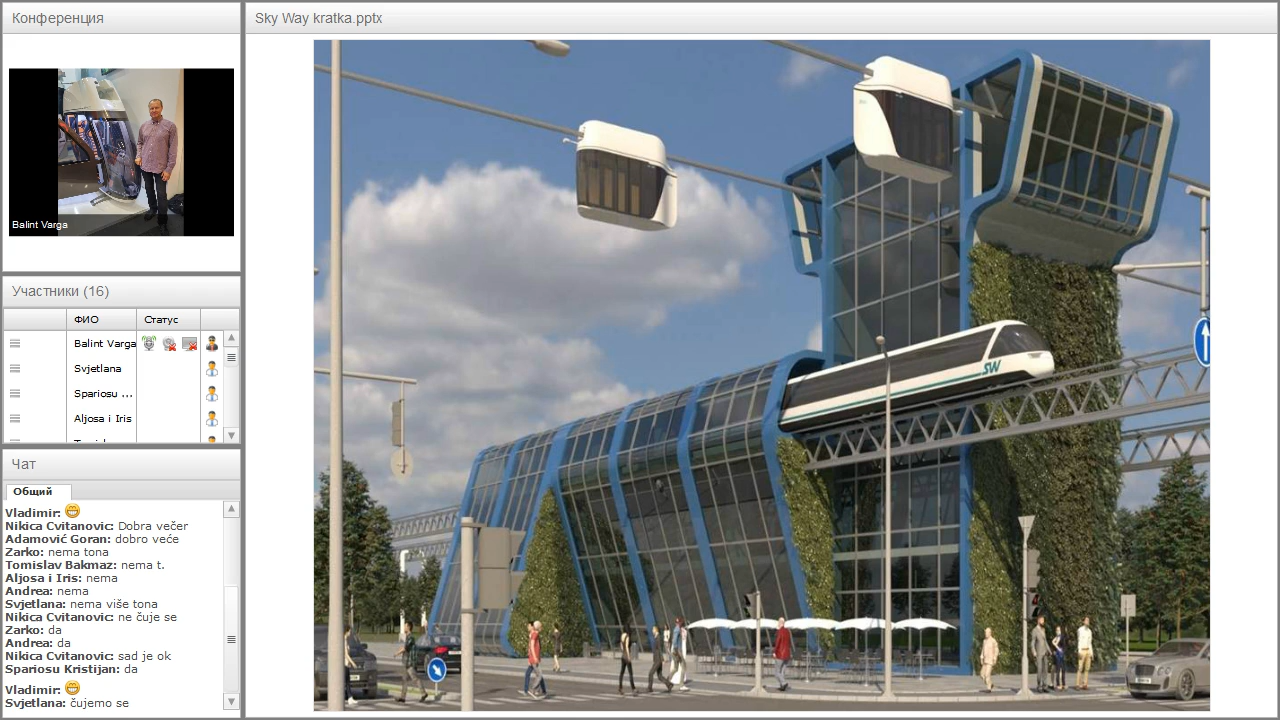 Конференция
Balint Varga
Участники (16)
ФИО
Статус
Balint Varga
Svjetlana
Spariosu ...
Aljosa i Iris
Чат
Общий
Vladimir:
Nikica Cvitanovic: Dobra večer
Adamović Goran: dobro veće
Zarko: nema tona
Tomislav Bakmaz: nema t.
Aljosa i Iris: nema
Andrea: nema
Svjetlana: nema više tona
Nikica Cvitanovic: ne čuje se
Zarko: da
Andrea: da
Nikica Cvitanovic: sad je ok
Spariosu Kristijan: da
Vladimir:
Svjetlana: čujemo se
Sky Way kratka.pptx
SW